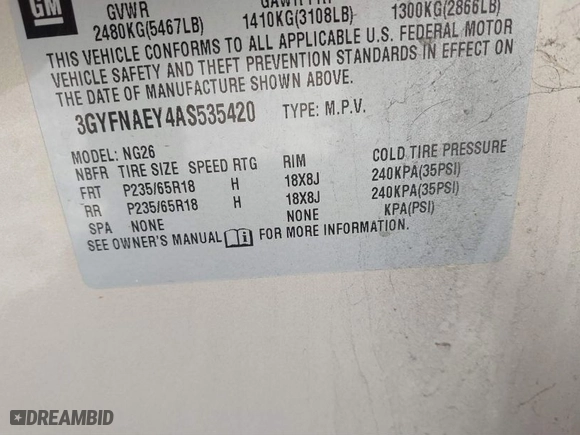 GM
GVWR GAWR FRT
2480KG(5467LB) 1410KG(3108LB) 1300KG(2866LB)
THIS VEHICLE CONFORMS TO ALL APPLICABLE U.S. FEDERAL MOTOR
VEHICLE SAFETY AND THEFT PREVENTION STANDARDS IN EFFECT ON
THE DATE OF MANUFACTURE SHOWN ABOVE.
3GYFNAEY4AS535420 TYPE: M.P.V.
MODEL: NG26
NBFR TIRE SIZE SPEED RTG RIM COLD TIRE PRESSURE
FRT P235/65R18 H 18X8J 240KPA(35PSI)
RR P235/65R18 H 18X8J 240KPA(35PSI)
SPA NONE NONE KPA(PSI)
SEE OWNER'S MANUAL FOR MORE INFORMATION.
DREAMBID